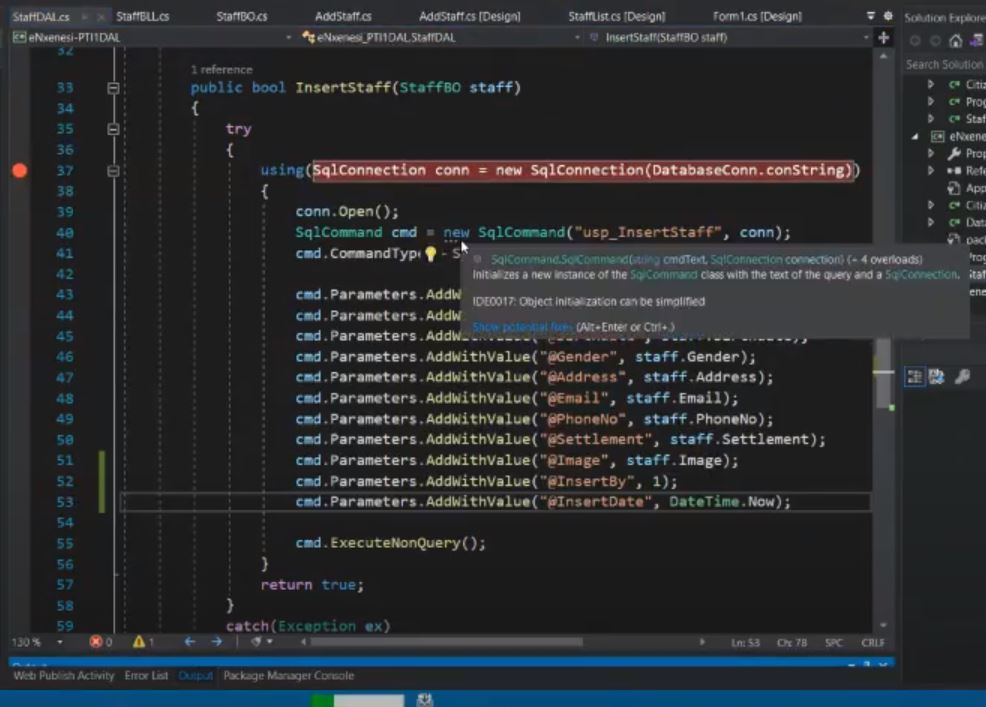 StaffDAL.cs StaffBLL.cs StaffBO.cs AddStaff.cs AddStaff.cs [Design] StaffList.cs [Design] Form1.cs [Design]
Solution Explore
eNxenesi-PTI1DAL eNxenesi_PTI1DAL.StaffDAL InsertStaff(StaffBO staff)
Search Solution
32
1 reference
33 public bool InsertStaff(StaffBO staff)
34 {
35 try
36 {
37 using(SqlConnection conn = new SqlConnection(DatabaseConn.conString))
38 {
39 conn.Open();
40 SqlCommand cmd = new SqlCommand("usp_InsertStaff", conn);
41 cmd.CommandType = S
SqlCommand.SqlCommand(string cmdText, SqlConnection connection) (+ 4 overloads)
42 Initializes a new instance of the SqlCommand class with the text of the query and a SqlConnection.
43 cmd.Parameters.AddW
IDE0017: Object initialization can be simplified
44 cmd.Parameters.AddW
Show potential fixes (Alt+Enter or Ctrl+.)
45 cmd.Parameters.AddWithValue(
46 cmd.Parameters.AddWithValue("@Gender", staff.Gender);
47 cmd.Parameters.AddWithValue("@Address", staff.Address);
48 cmd.Parameters.AddWithValue("@Email", staff.Email);
49 cmd.Parameters.AddWithValue("@PhoneNo", staff.PhoneNo);
50 cmd.Parameters.AddWithValue("@Settlement", staff.Settlement);
51 cmd.Parameters.AddWithValue("@Image", staff.Image);
52 cmd.Parameters.AddWithValue("@InsertBy", 1);
53 cmd.Parameters.AddWithValue("@InsertDate", DateTime.Now);
54
55 cmd.ExecuteNonQuery();
56 }
57 return true;
58 }
59 catch(Exception ex)
Citiz
Prog
Staf
eNxene
Prop
Refe
App
Citiz
Data
pac
Prog
Staf
130 % 0 1 Ln: 53 Ch: 78 SPC CRLF
Web Publish Activity Error List Output Package Manager Console